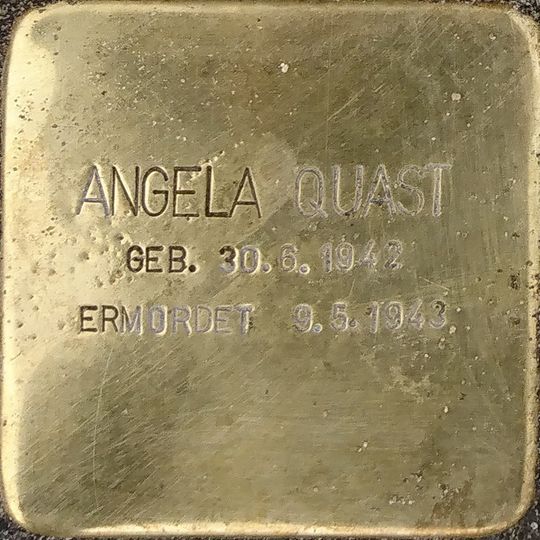 ANGELA QUAST
GEB. 30.6.1942
ERMORDET 9.5.1943